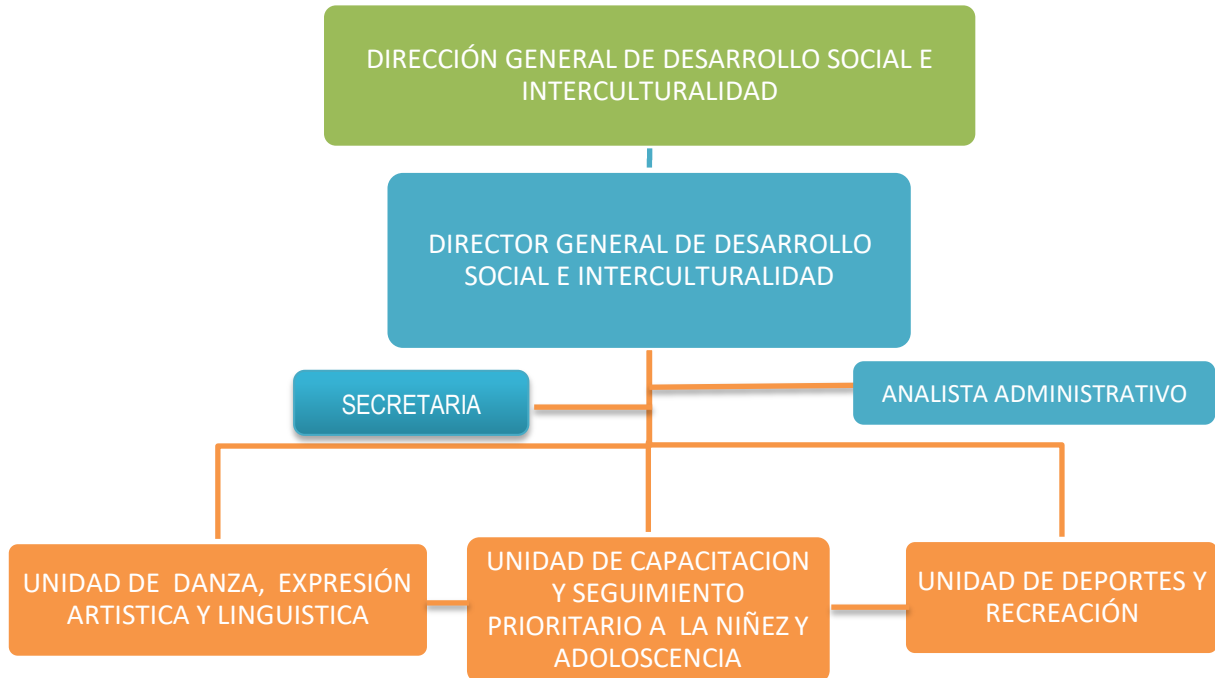 DIRECCIÓN GENERAL DE DESARROLLO SOCIAL E
INTERCULTURALIDAD
DIRECTOR GENERAL DE DESARROLLO
SOCIAL E INTERCULTURALIDAD
SECRETARIA
ANALISTA ADMINISTRATIVO
UNIDAD DE DANZA, EXPRESIÓN
ARTISTICA Y LINGUISTICA
UNIDAD DE CAPACITACION
Y SEGUIMIENTO
PRIORITARIO A LA NIÑEZ Y
ADOLOSCENCIA
UNIDAD DE DEPORTES Y
RECREACIÓN